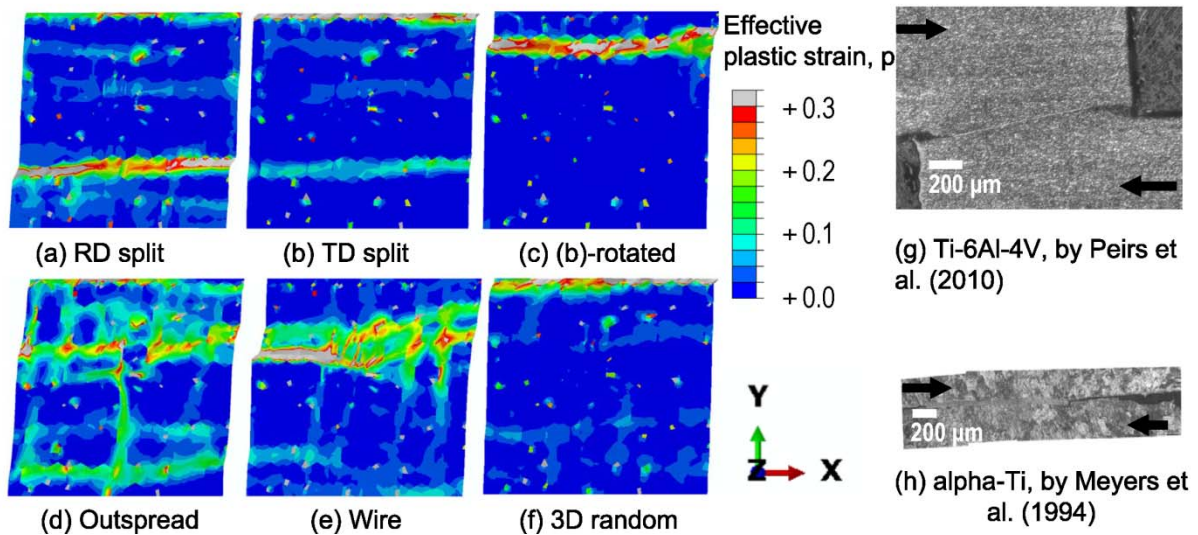 Effective
plastic strain, p
+ 0.3
+ 0.2
+ 0.1
+ 0.0
(a) RD split
(b) TD split
(c) (b)-rotated
(d) Outspread
(e) Wire
(f) 3D random
Y
Z
X
200 µm
(g) Ti-6Al-4V, by Peirs et
al. (2010)
200 µm
(h) alpha-Ti, by Meyers et
al. (1994)